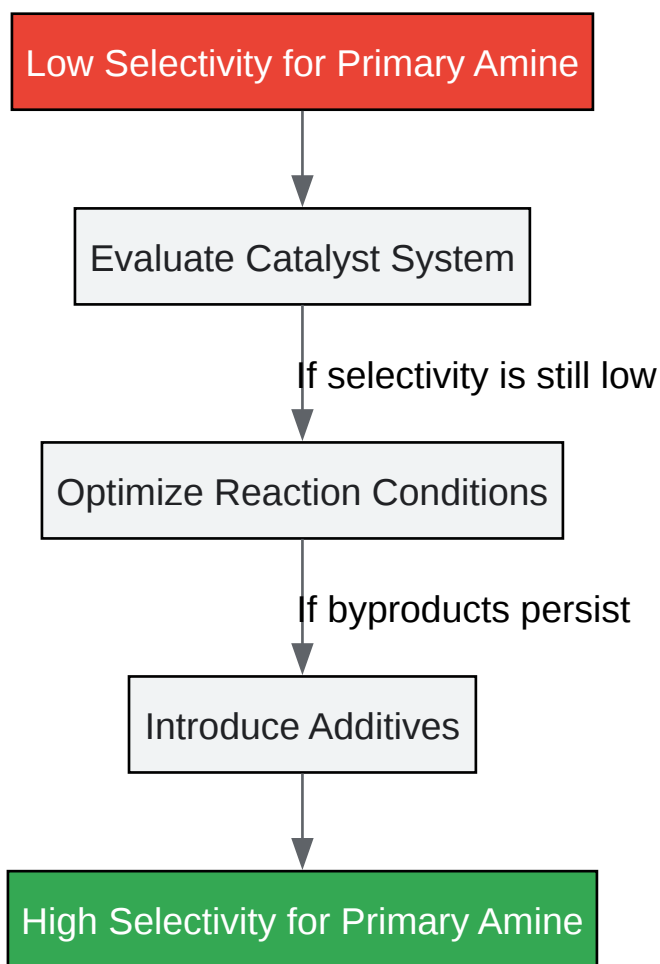 Low Selectivity for Primary Amine
Evaluate Catalyst System
If selectivity is still low
Optimize Reaction Conditions
If byproducts persist
Introduce Additives
High Selectivity for Primary Amine